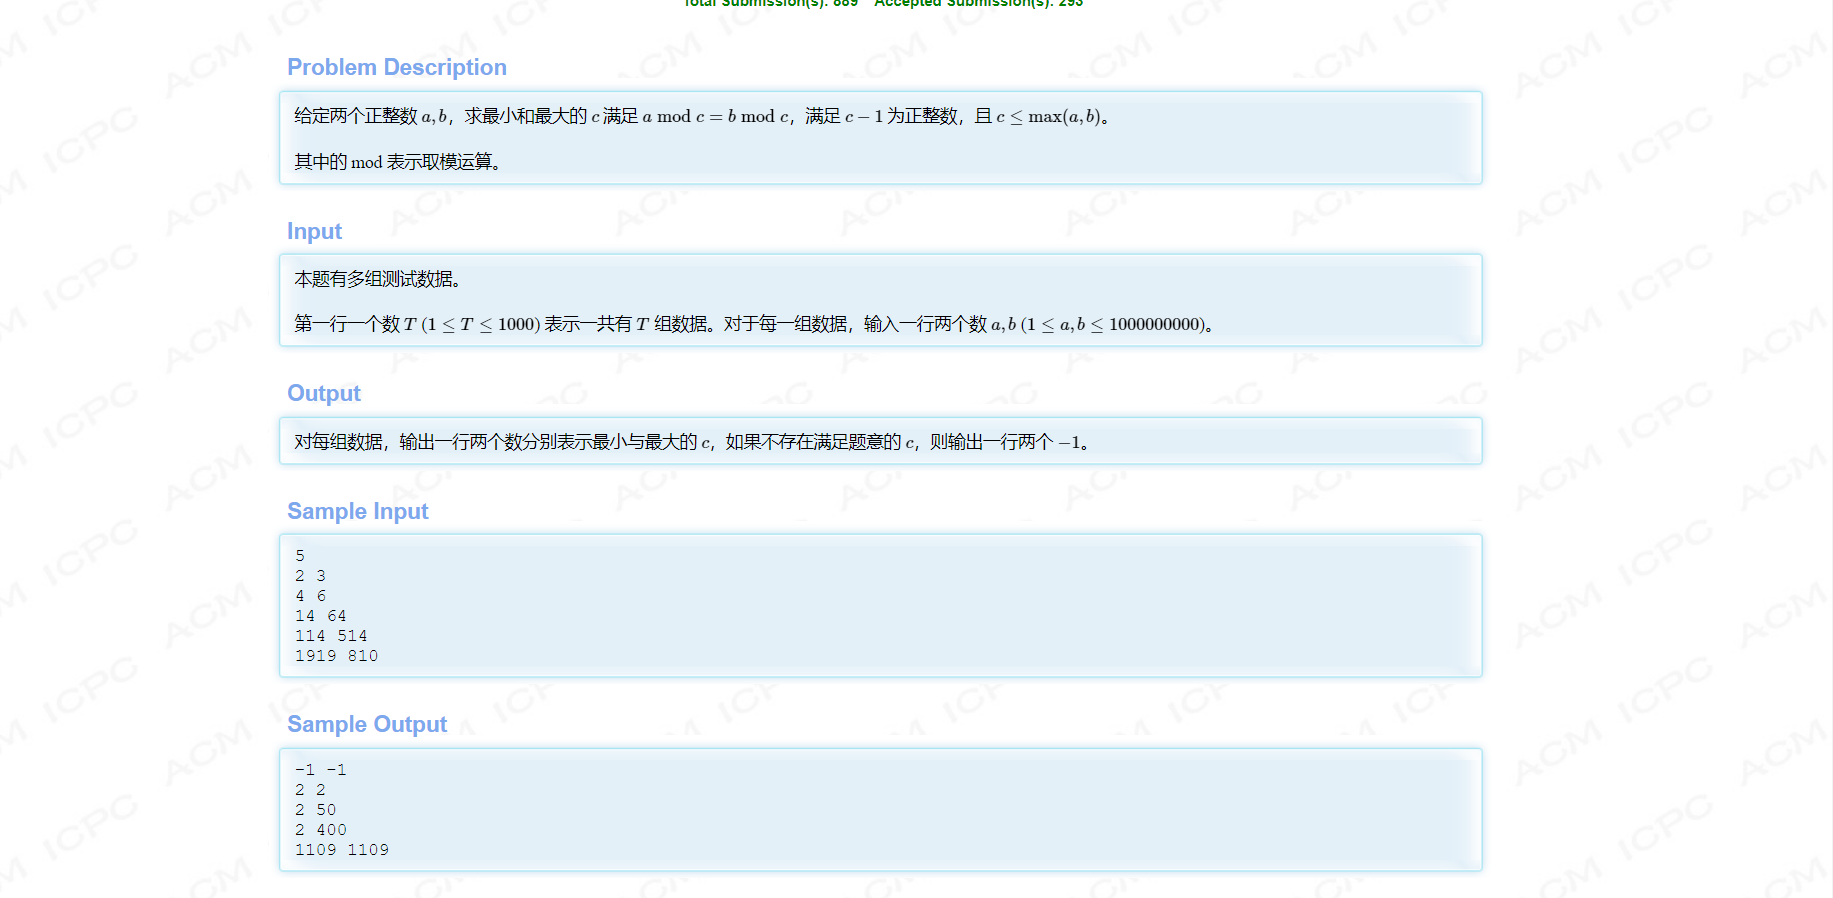 Total Submission(s): 889    Accepted Submission(s): 293
Problem Description
给定两个正整数 a, b，求最小和最大的 c 满足 a mod c = b mod c，满足 c − 1 为正整数，且 c ≤ max(a, b)。
其中的 mod 表示取模运算。
Input
本题有多组测试数据。
第一行一个数 T (1 ≤ T ≤ 1000) 表示一共有 T 组数据。对于每一组数据，输入一行两个数 a, b (1 ≤ a, b ≤ 1000000000)。
Output
对每组数据，输出一行两个数分别表示最小与最大的 c，如果不存在满足题意的 c，则输出一行两个 −1。
Sample Input
5
2 3
4 6
14 64
114 514
1919 810
Sample Output
-1 -1
2 2
2 50
2 400
1109 1109
ACM ICPC